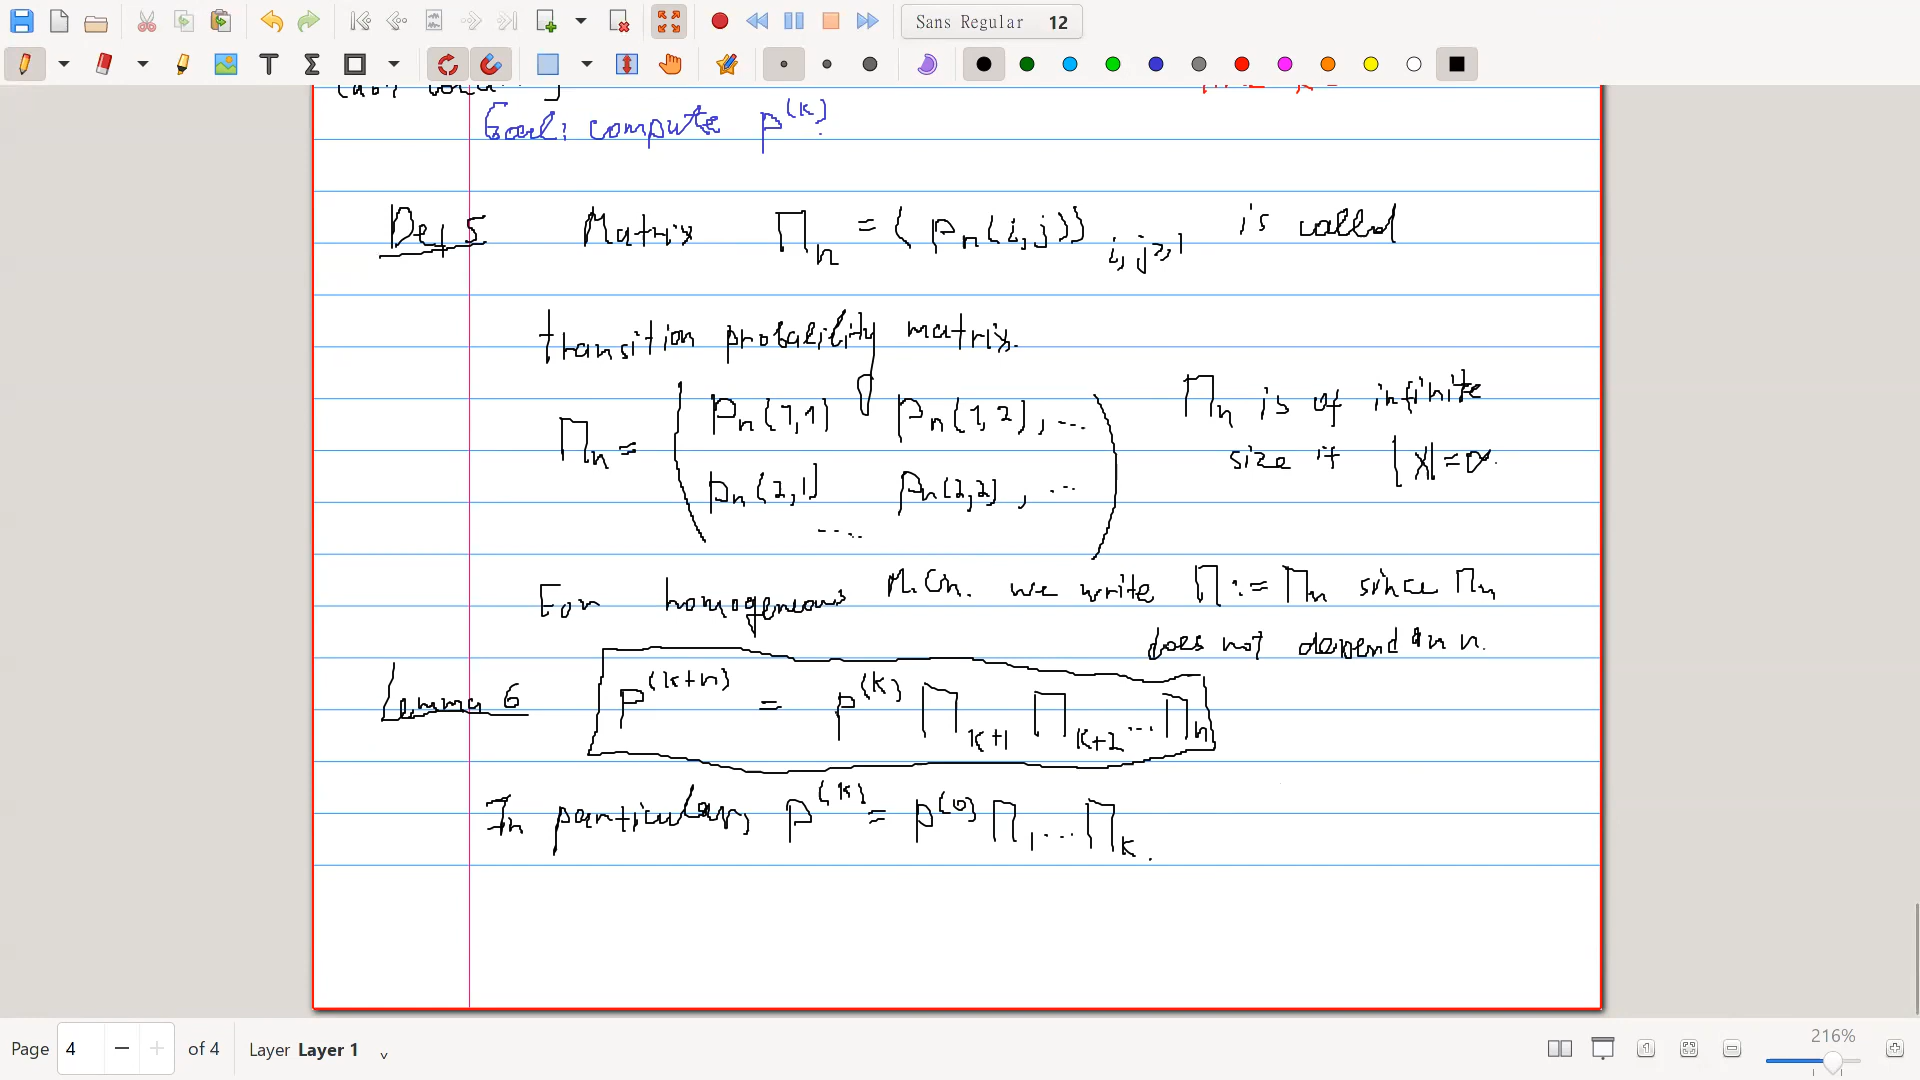 Sans Regular 12
Goal: compute P^(k).
Def 5 Matrix Π_n = (p_n(i,j))_{i,j≥1} is called
transition probability matrix.
Π_n = ( p_n(1,1) p_n(1,2), ...
p_n(2,1) p_n(2,2), ...
.... )
Π_n is of infinite
size if |X|=∞.
For homogeneous M.Ch. we write Π := Π_n since Π_n
does not depend on n.
Lemma 6 P^(k+n) = P^(k) Π_{k+1} Π_{k+2} ... Π_n
In particular, P^(k) = P^(0) Π_1 ... Π_k.
Page 4 of 4 Layer Layer 1
216%